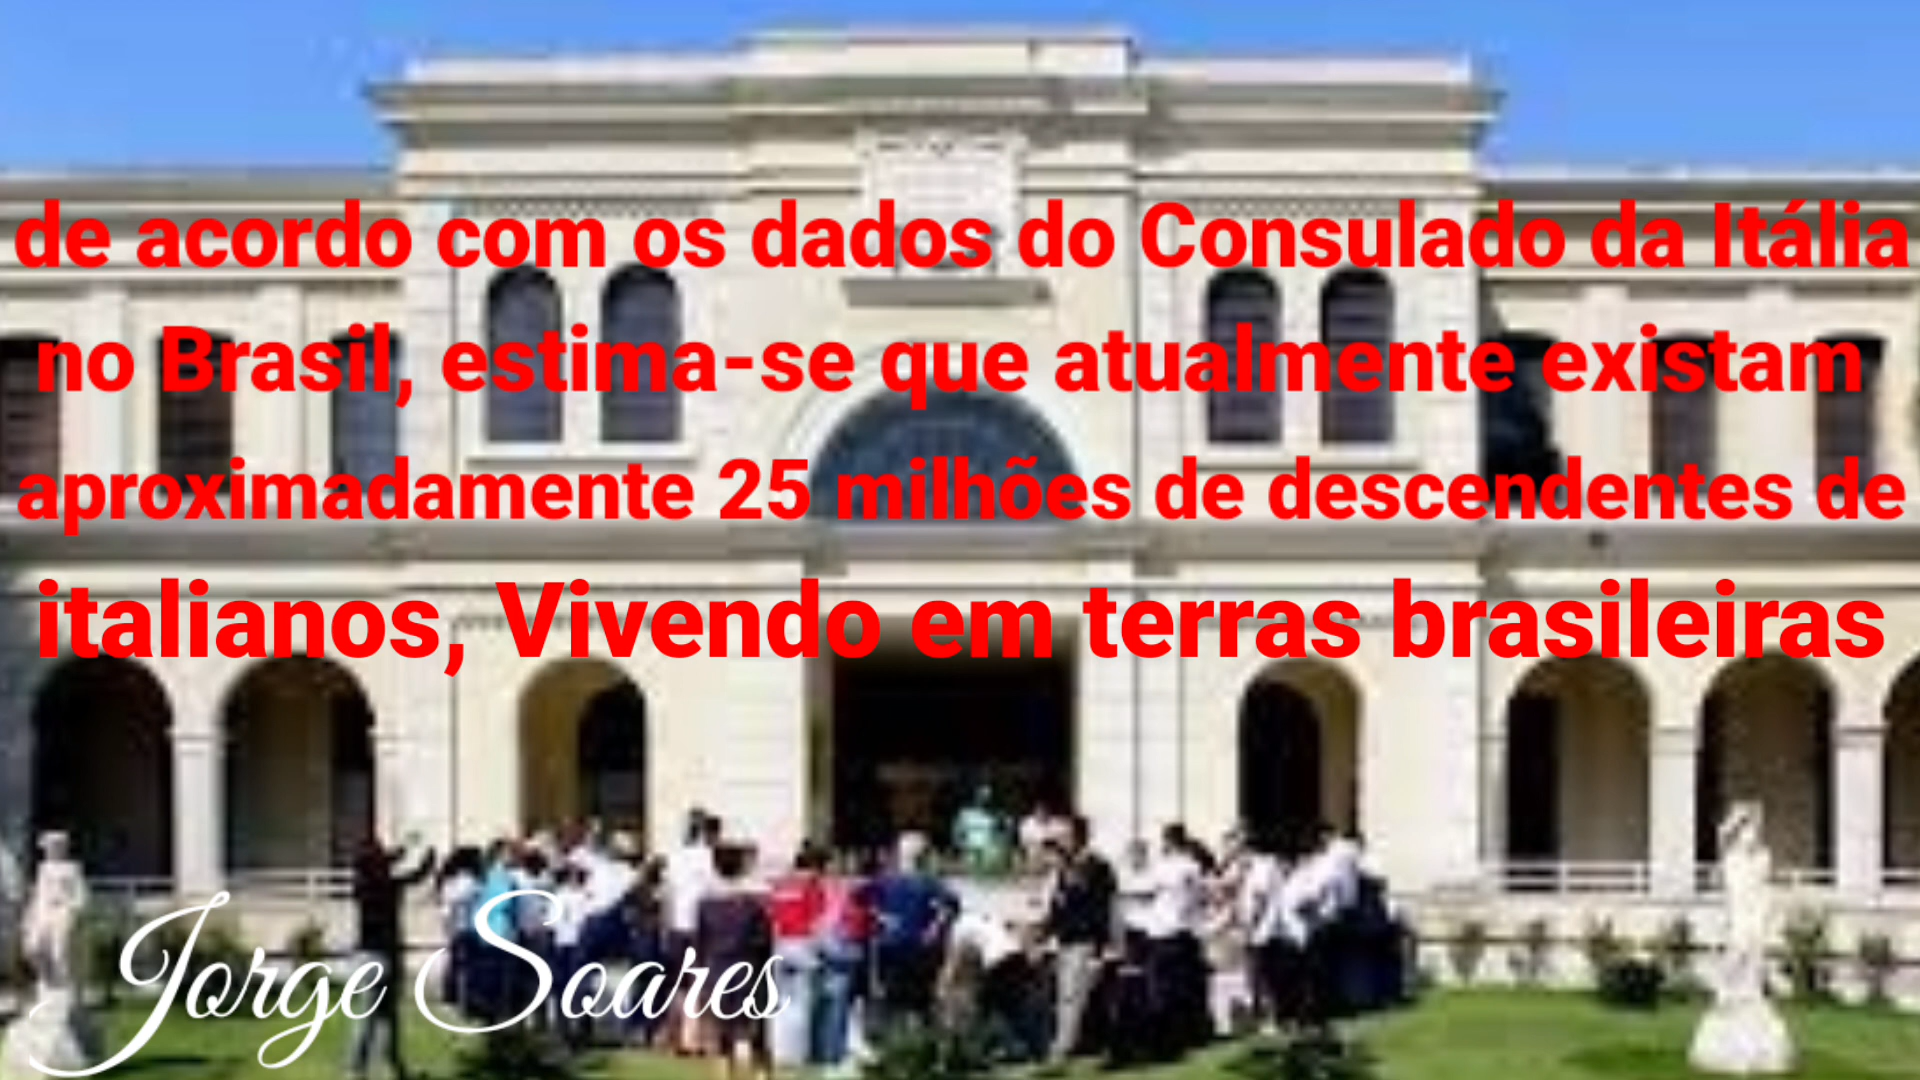 de acordo com os dados do Consulado da Itália
no Brasil, estima-se que atualmente existam
aproximadamente 25 milhões de descendentes de
italianos, Vivendo em terras brasileiras
Jorge Soares